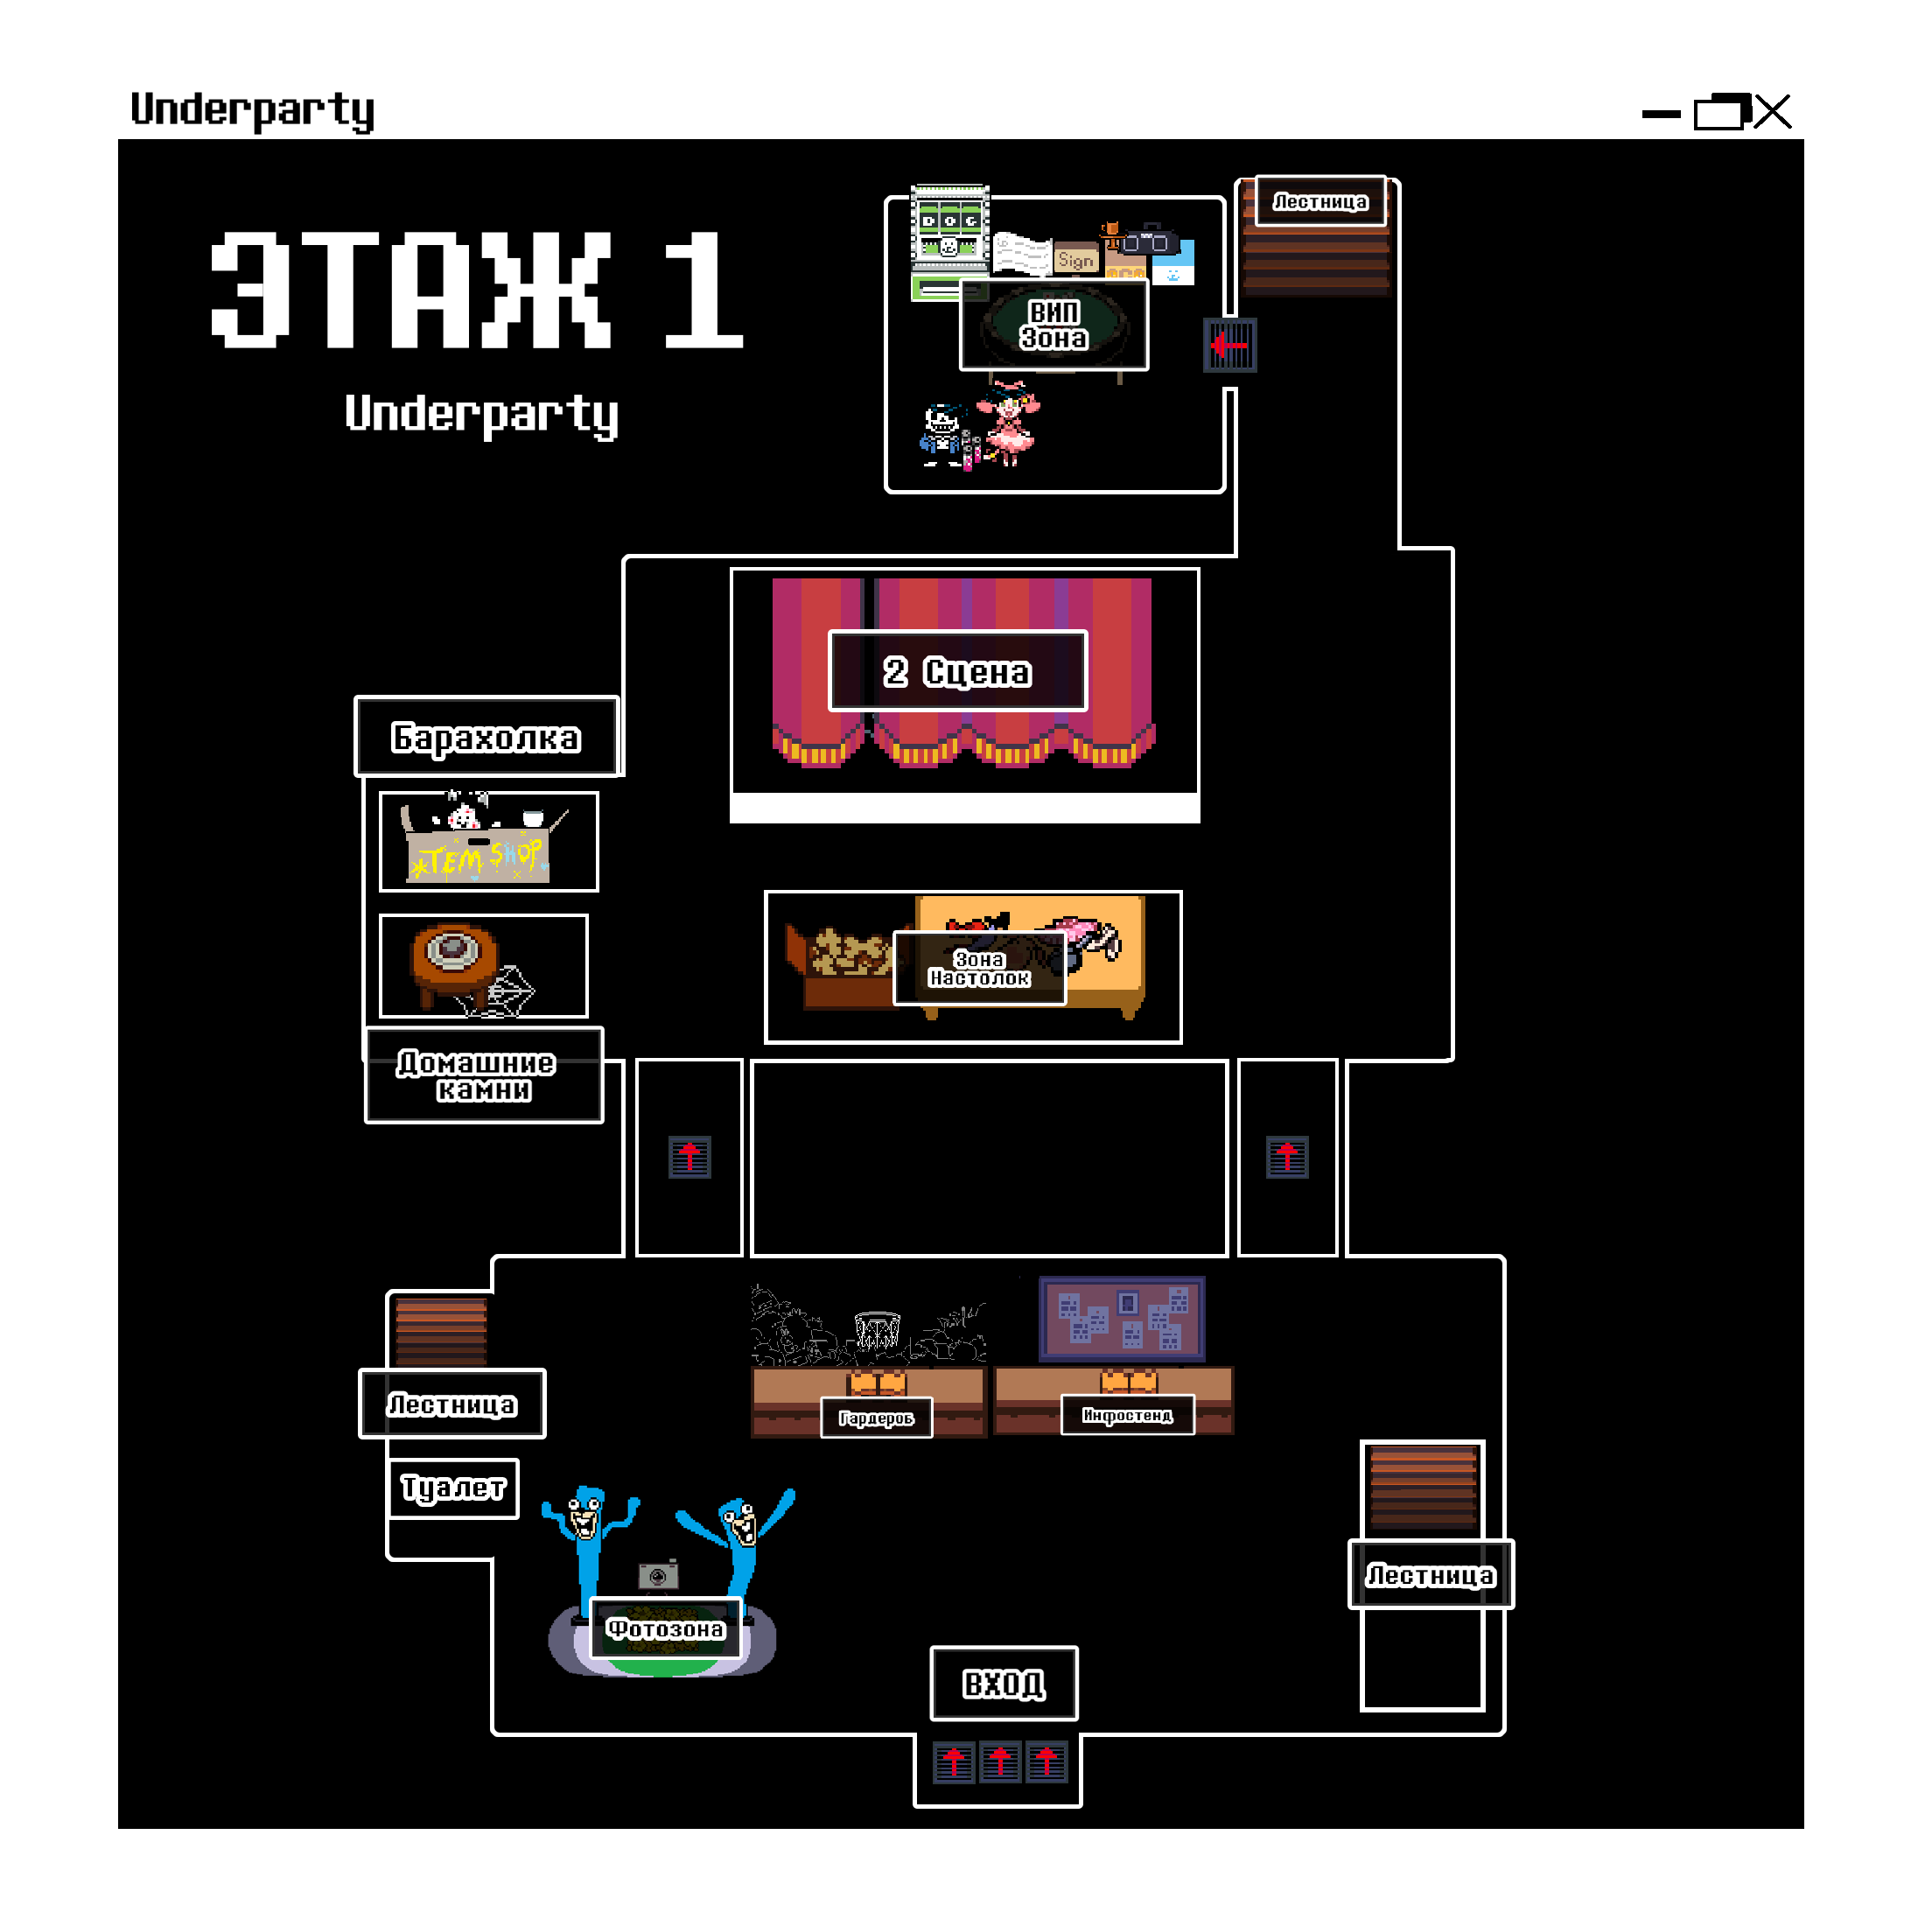 Underparty
ЭТАЖ 1
Underparty
DOG
Sign
Лестница
ВИП
Зона
2 Сцена
Барахолка
*TEM SHOP
Зона
Настолок
Домашние
камни
Лестница
Гардероб
Инфостенд
Туалет
Лестница
Фотозона
ВХОД